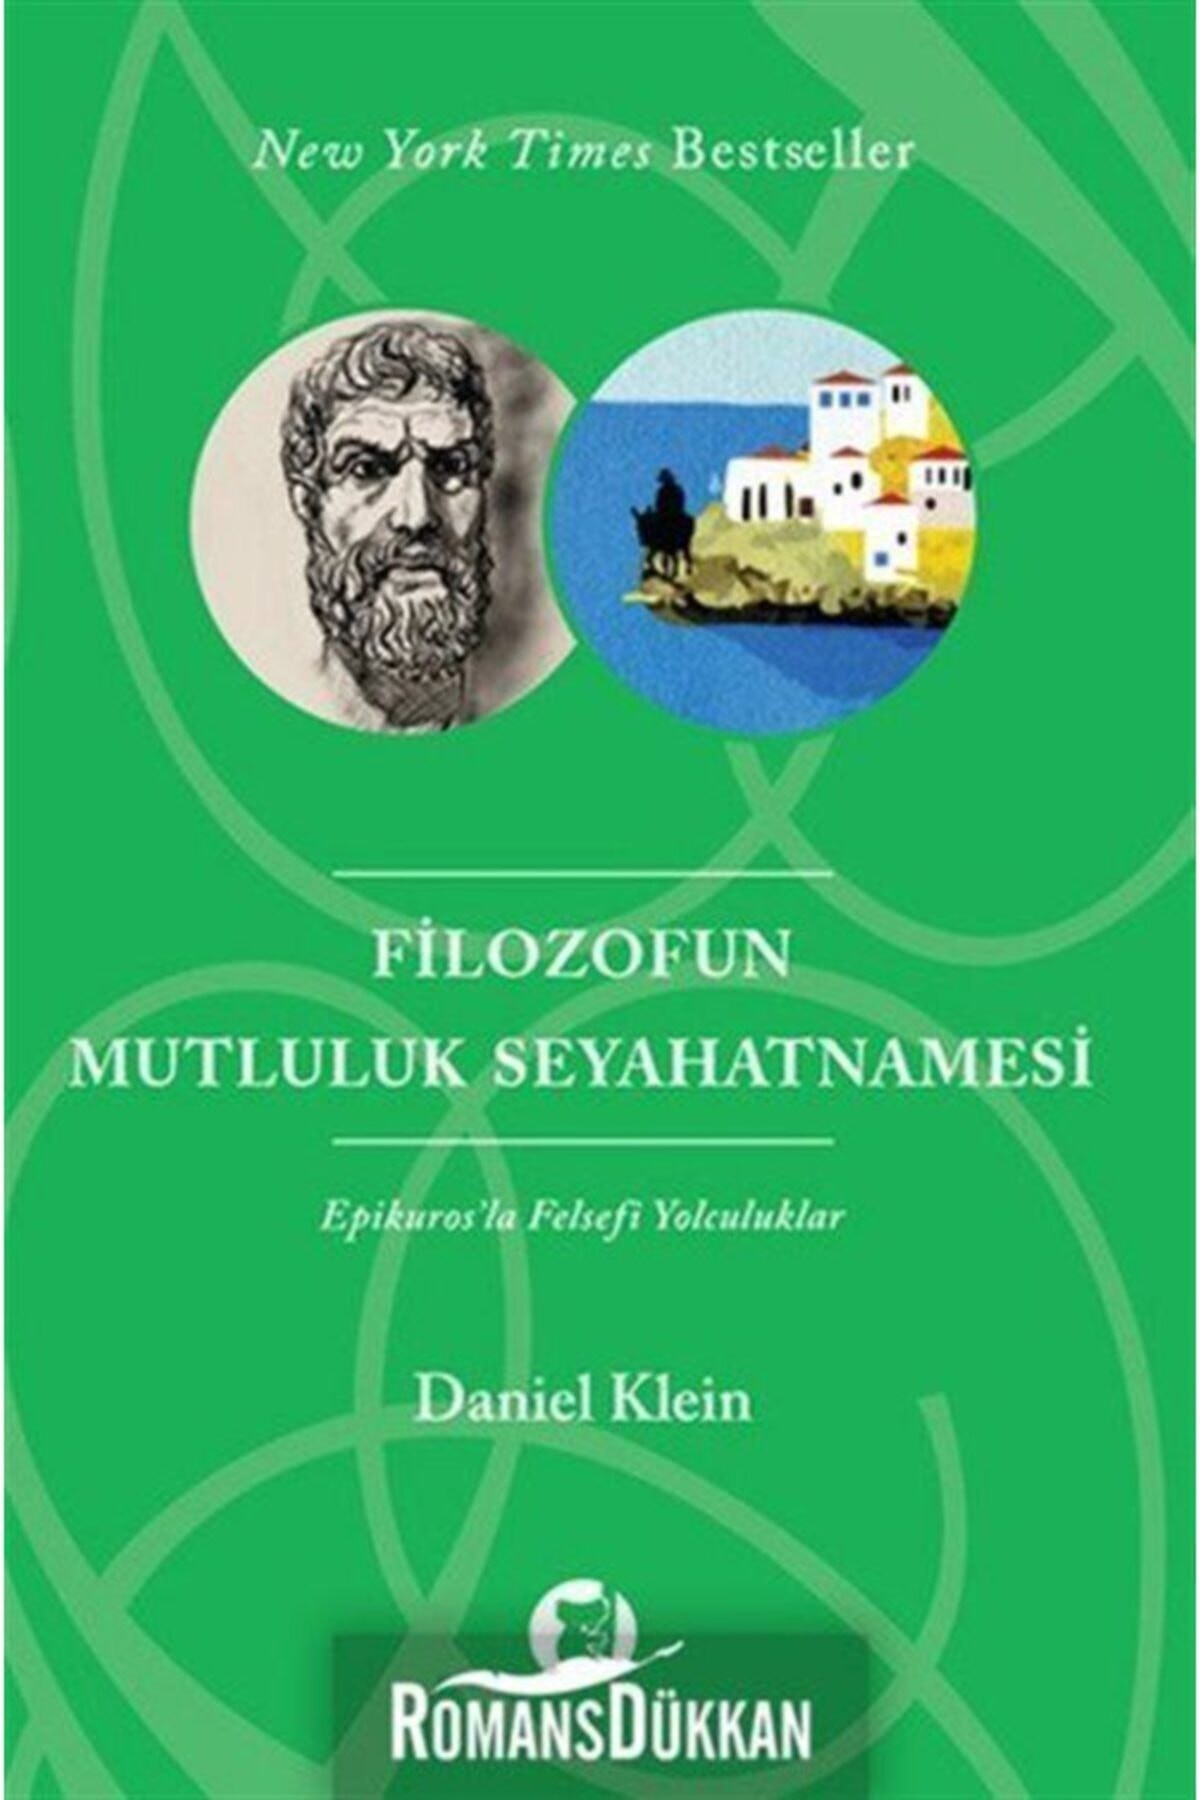 New York Times Bestseller
FİLOZOFUN
MUTLULUK SEYAHATNAMESİ
Epikuros'la Felsefi Yolculuklar
Daniel Klein
ROMANSDÜKKAN